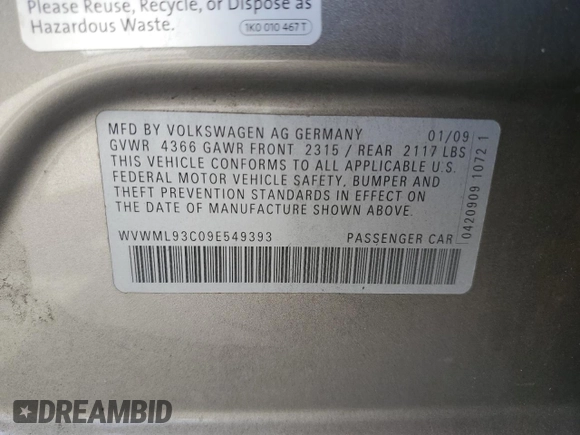 Please Reuse, Recycle, or Dispose as
Hazardous Waste.
1K0 010 467 T
MFD BY VOLKSWAGEN AG GERMANY 01/09
GVWR 4366 GAWR FRONT 2315 / REAR 2117 LBS
THIS VEHICLE CONFORMS TO ALL APPLICABLE U.S.
FEDERAL MOTOR VEHICLE SAFETY, BUMPER AND
THEFT PREVENTION STANDARDS IN EFFECT ON
THE DATE OF MANUFACTURE SHOWN ABOVE.
WVWML93C09E549393 PASSENGER CAR
0420909 1072 1
DREAMBID